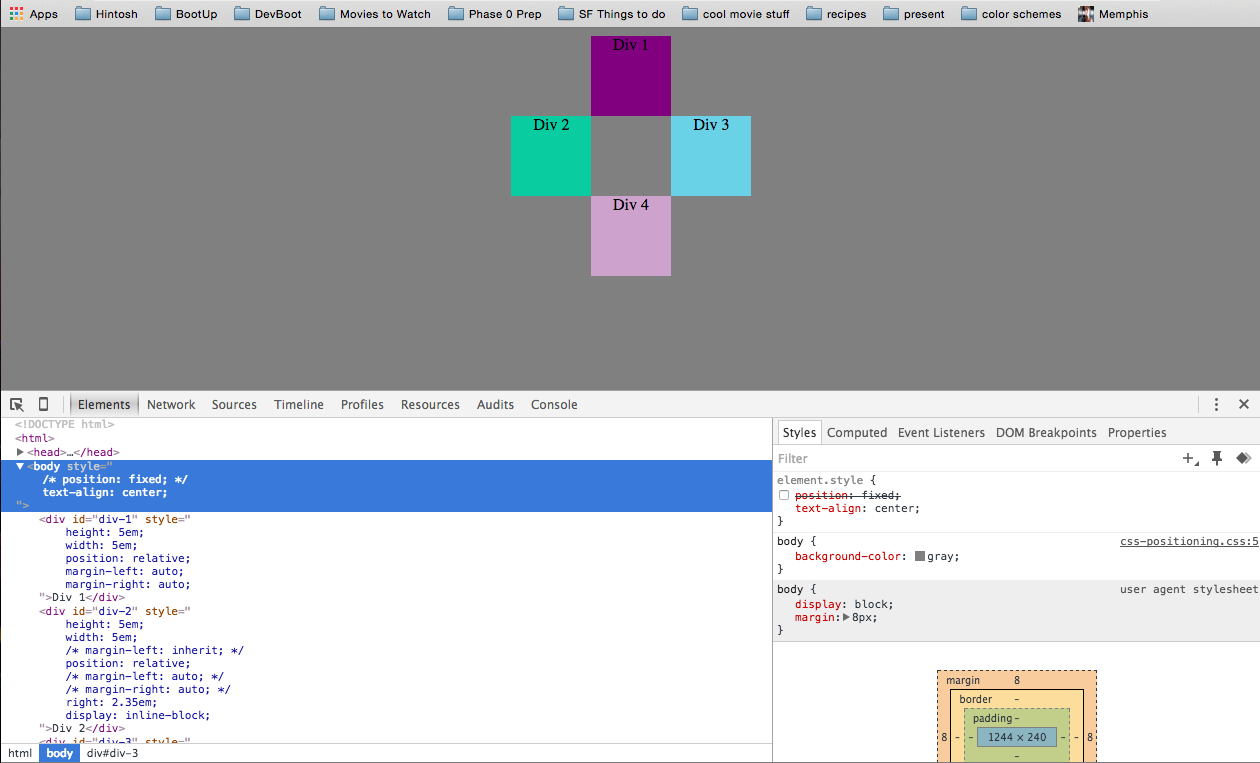 Apps Hintosh BootUp DevBoot Movies to Watch Phase 0 Prep SF Things to do cool movie stuff recipes present color schemes Memphis
Div 1
Div 2 Div 3
Div 4
Elements Network Sources Timeline Profiles Resources Audits Console
<!DOCTYPE html>
<html>
<head>…</head>
<body style="
/* position: fixed; */
text-align: center;
">
<div id="div-1" style="
height: 5em;
width: 5em;
position: relative;
margin-left: auto;
margin-right: auto;
">Div 1</div>
<div id="div-2" style="
height: 5em;
width: 5em;
/* margin-left: inherit; */
position: relative;
/* margin-left: auto; */
/* margin-right: auto; */
right: 2.35em;
display: inline-block;
">Div 2</div>
<div id="div-3" style="
html body div#div-3
Styles Computed Event Listeners DOM Breakpoints Properties
Filter
element.style {
position: fixed;
text-align: center;
}
body { css-positioning.css:5
background-color: gray;
}
body { user agent stylesheet
display: block;
margin: 8px;
}
margin 8
border -
padding -
8 - - 1244 × 240 - - 8
-